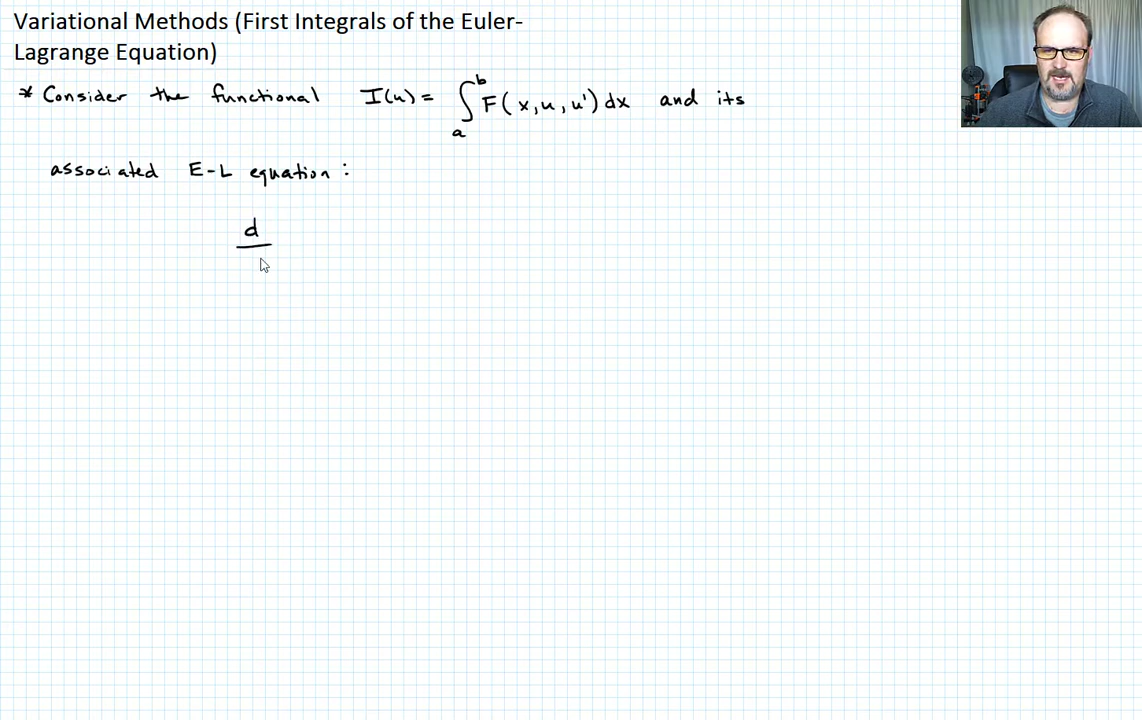 Variational Methods (First Integrals of the Euler-
Lagrange Equation)
* Consider the functional I(u) = ∫_a^b F(x,u,u')dx and its
associated E-L equation:
d